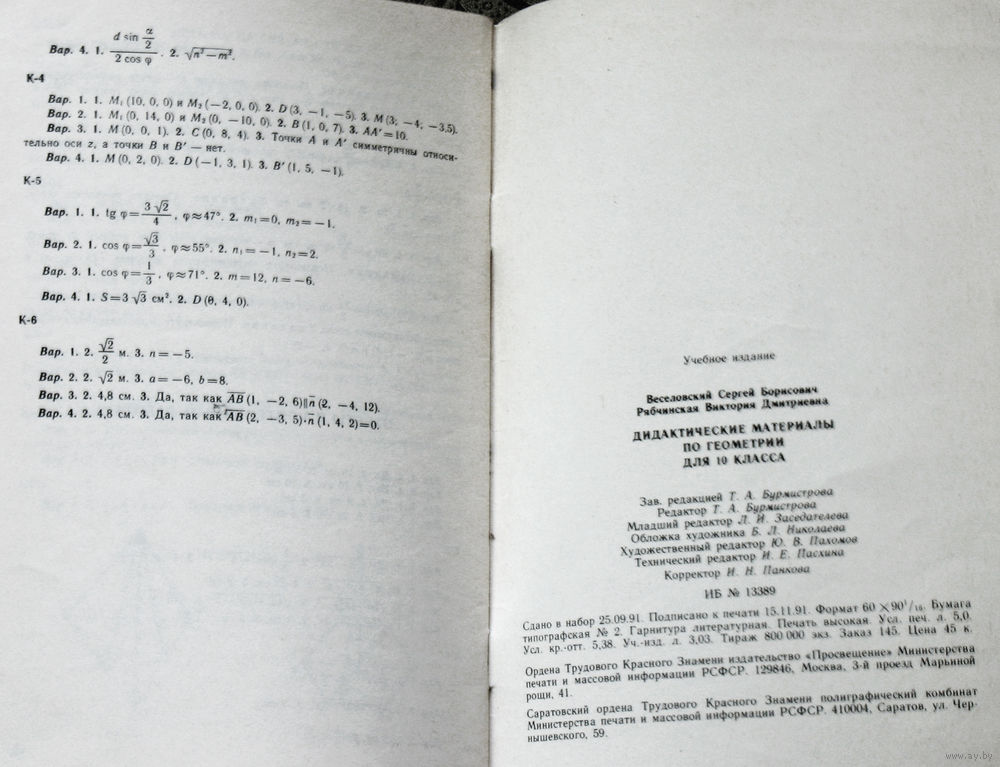 Вар. 4. 1. d sin α/2 / 2 cos φ. 2. √n²−m².
К-4
Вар. 1. 1. M₁(10, 0, 0) и M₂(−2, 0, 0). 2. D(3, −1, −5). 3. M(3, −4, −3,5).
Вар. 2. 1. M₁(0, 14, 0) и M₂(0, −10, 0). 2. B(1, 0, 7). 3. AA′=10.
Вар. 3. 1. M(0, 0, 1). 2. C(0, 8, 4). 3. Точки A и A′ симметричны относи-
тельно оси z, а точки B и B′ — нет.
Вар. 4. 1. M(0, 2, 0). 2. D(−1, 3, 1). 3. B′(1, 5, −1).
К-5
Вар. 1. 1. tg φ=3√2/4, φ≈47°. 2. m₁=0, m₂=−1.
Вар. 2. 1. cos φ=√3/3, φ≈55°. 2. n₁=−1, n₂=2.
Вар. 3. 1. cos φ=1/3, φ≈71°. 2. m=12, n=−6.
Вар. 4. 1. S=3√3 см². 2. D(θ, 4, 0).
К-6
Вар. 1. 2. √2/2 м. 3. n=−5.
Вар. 2. 2. √2 м. 3. a=−6, b=8.
Вар. 3. 2. 4,8 см. 3. Да, так как A̅B̅(1, −2, 6)∥n̅(2, −4, 12).
Вар. 4. 2. 4,8 см. 3. Да, так как A̅B̅(2, −3, 5)·n̅(1, 4, 2)=0.
Учебное издание
Веселовский Сергей Борисович
Рябчинская Виктория Дмитриевна
ДИДАКТИЧЕСКИЕ МАТЕРИАЛЫ
ПО ГЕОМЕТРИИ
ДЛЯ 10 КЛАССА
Зав. редакцией Т. А. Бурмистрова
Редактор Т. А. Бурмистрова
Младший редактор Л. И. Заседателева
Обложка художника Б. Л. Николаева
Художественный редактор Ю. В. Пахомов
Технический редактор И. Е. Пасхина
Корректор И. Н. Панкова
ИБ № 13389
Сдано в набор 25.09.91. Подписано к печати 15.11.91. Формат 60×90¹/₁₆. Бумага
типографская № 2. Гарнитура литературная. Печать высокая. Усл. печ. л. 5,0.
Усл. кр.-отт. 5,38. Уч.-изд. л. 3,03. Тираж 800 000 экз. Заказ 145. Цена 45 к.
Ордена Трудового Красного Знамени издательство «Просвещение» Министерства
печати и массовой информации РСФСР. 129846, Москва, 3-й проезд Марьиной
рощи, 41.
Саратовский ордена Трудового Красного Знамени полиграфический комбинат
Министерства печати и массовой информации РСФСР. 410004, Саратов, ул. Чер-
нышевского, 59.
www.ay.by